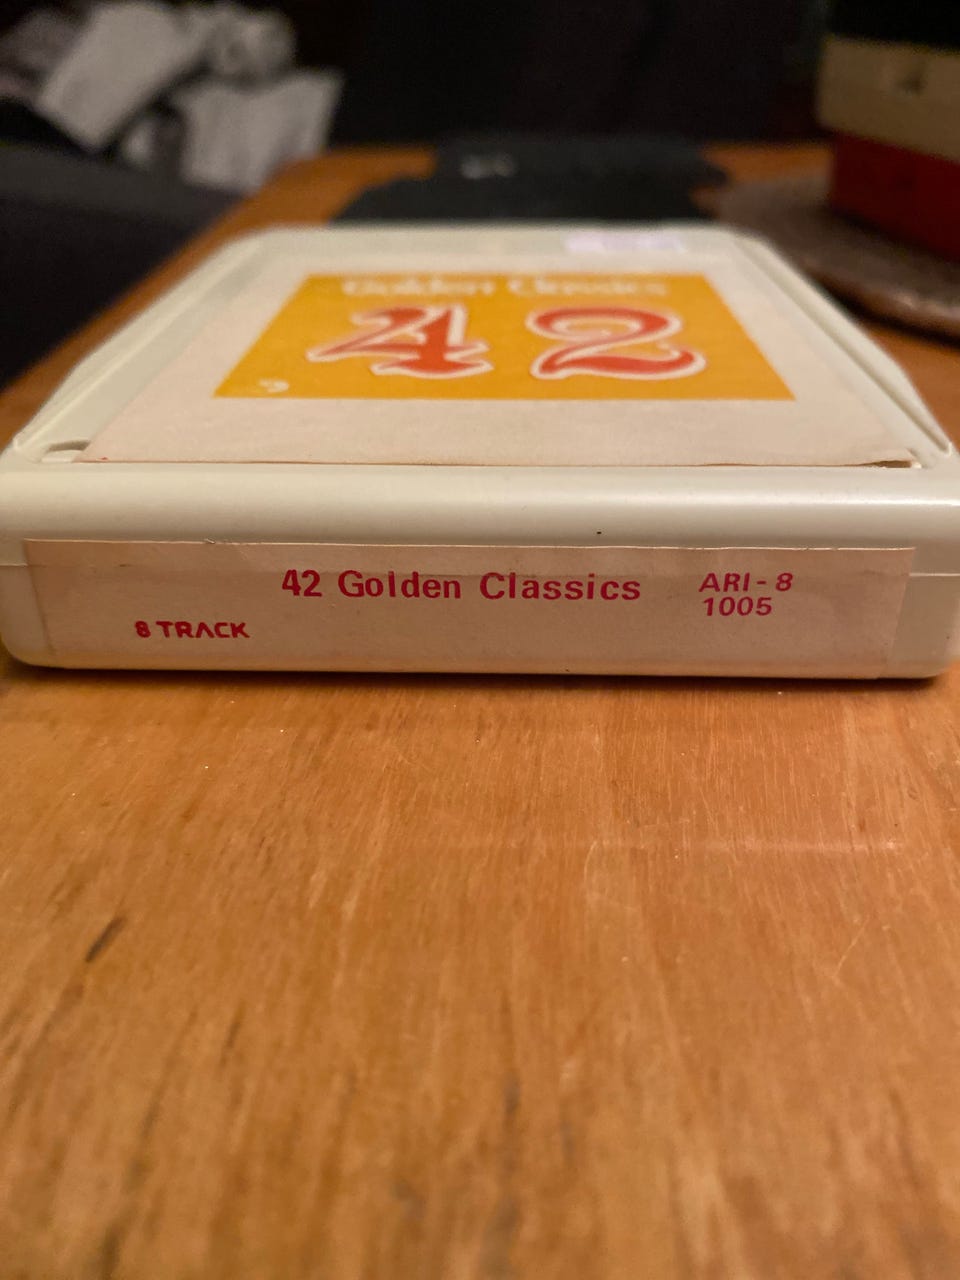 Golden Classics
42
42 Golden Classics
ARI - 8
1005
8 TRACK